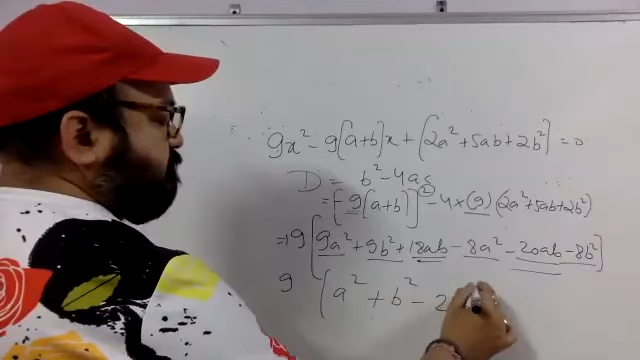 9x² - 9[a+b]x + [2a² + 5ab + 2b²] = 0
D = b² - 4ac
= [-9[a+b]]² - 4×(9)(2a²+5ab+2b²)
⇒ 9[9a² + 9b² + 18ab - 8a² - 20ab - 8b²]
9 (a² + b² - 2